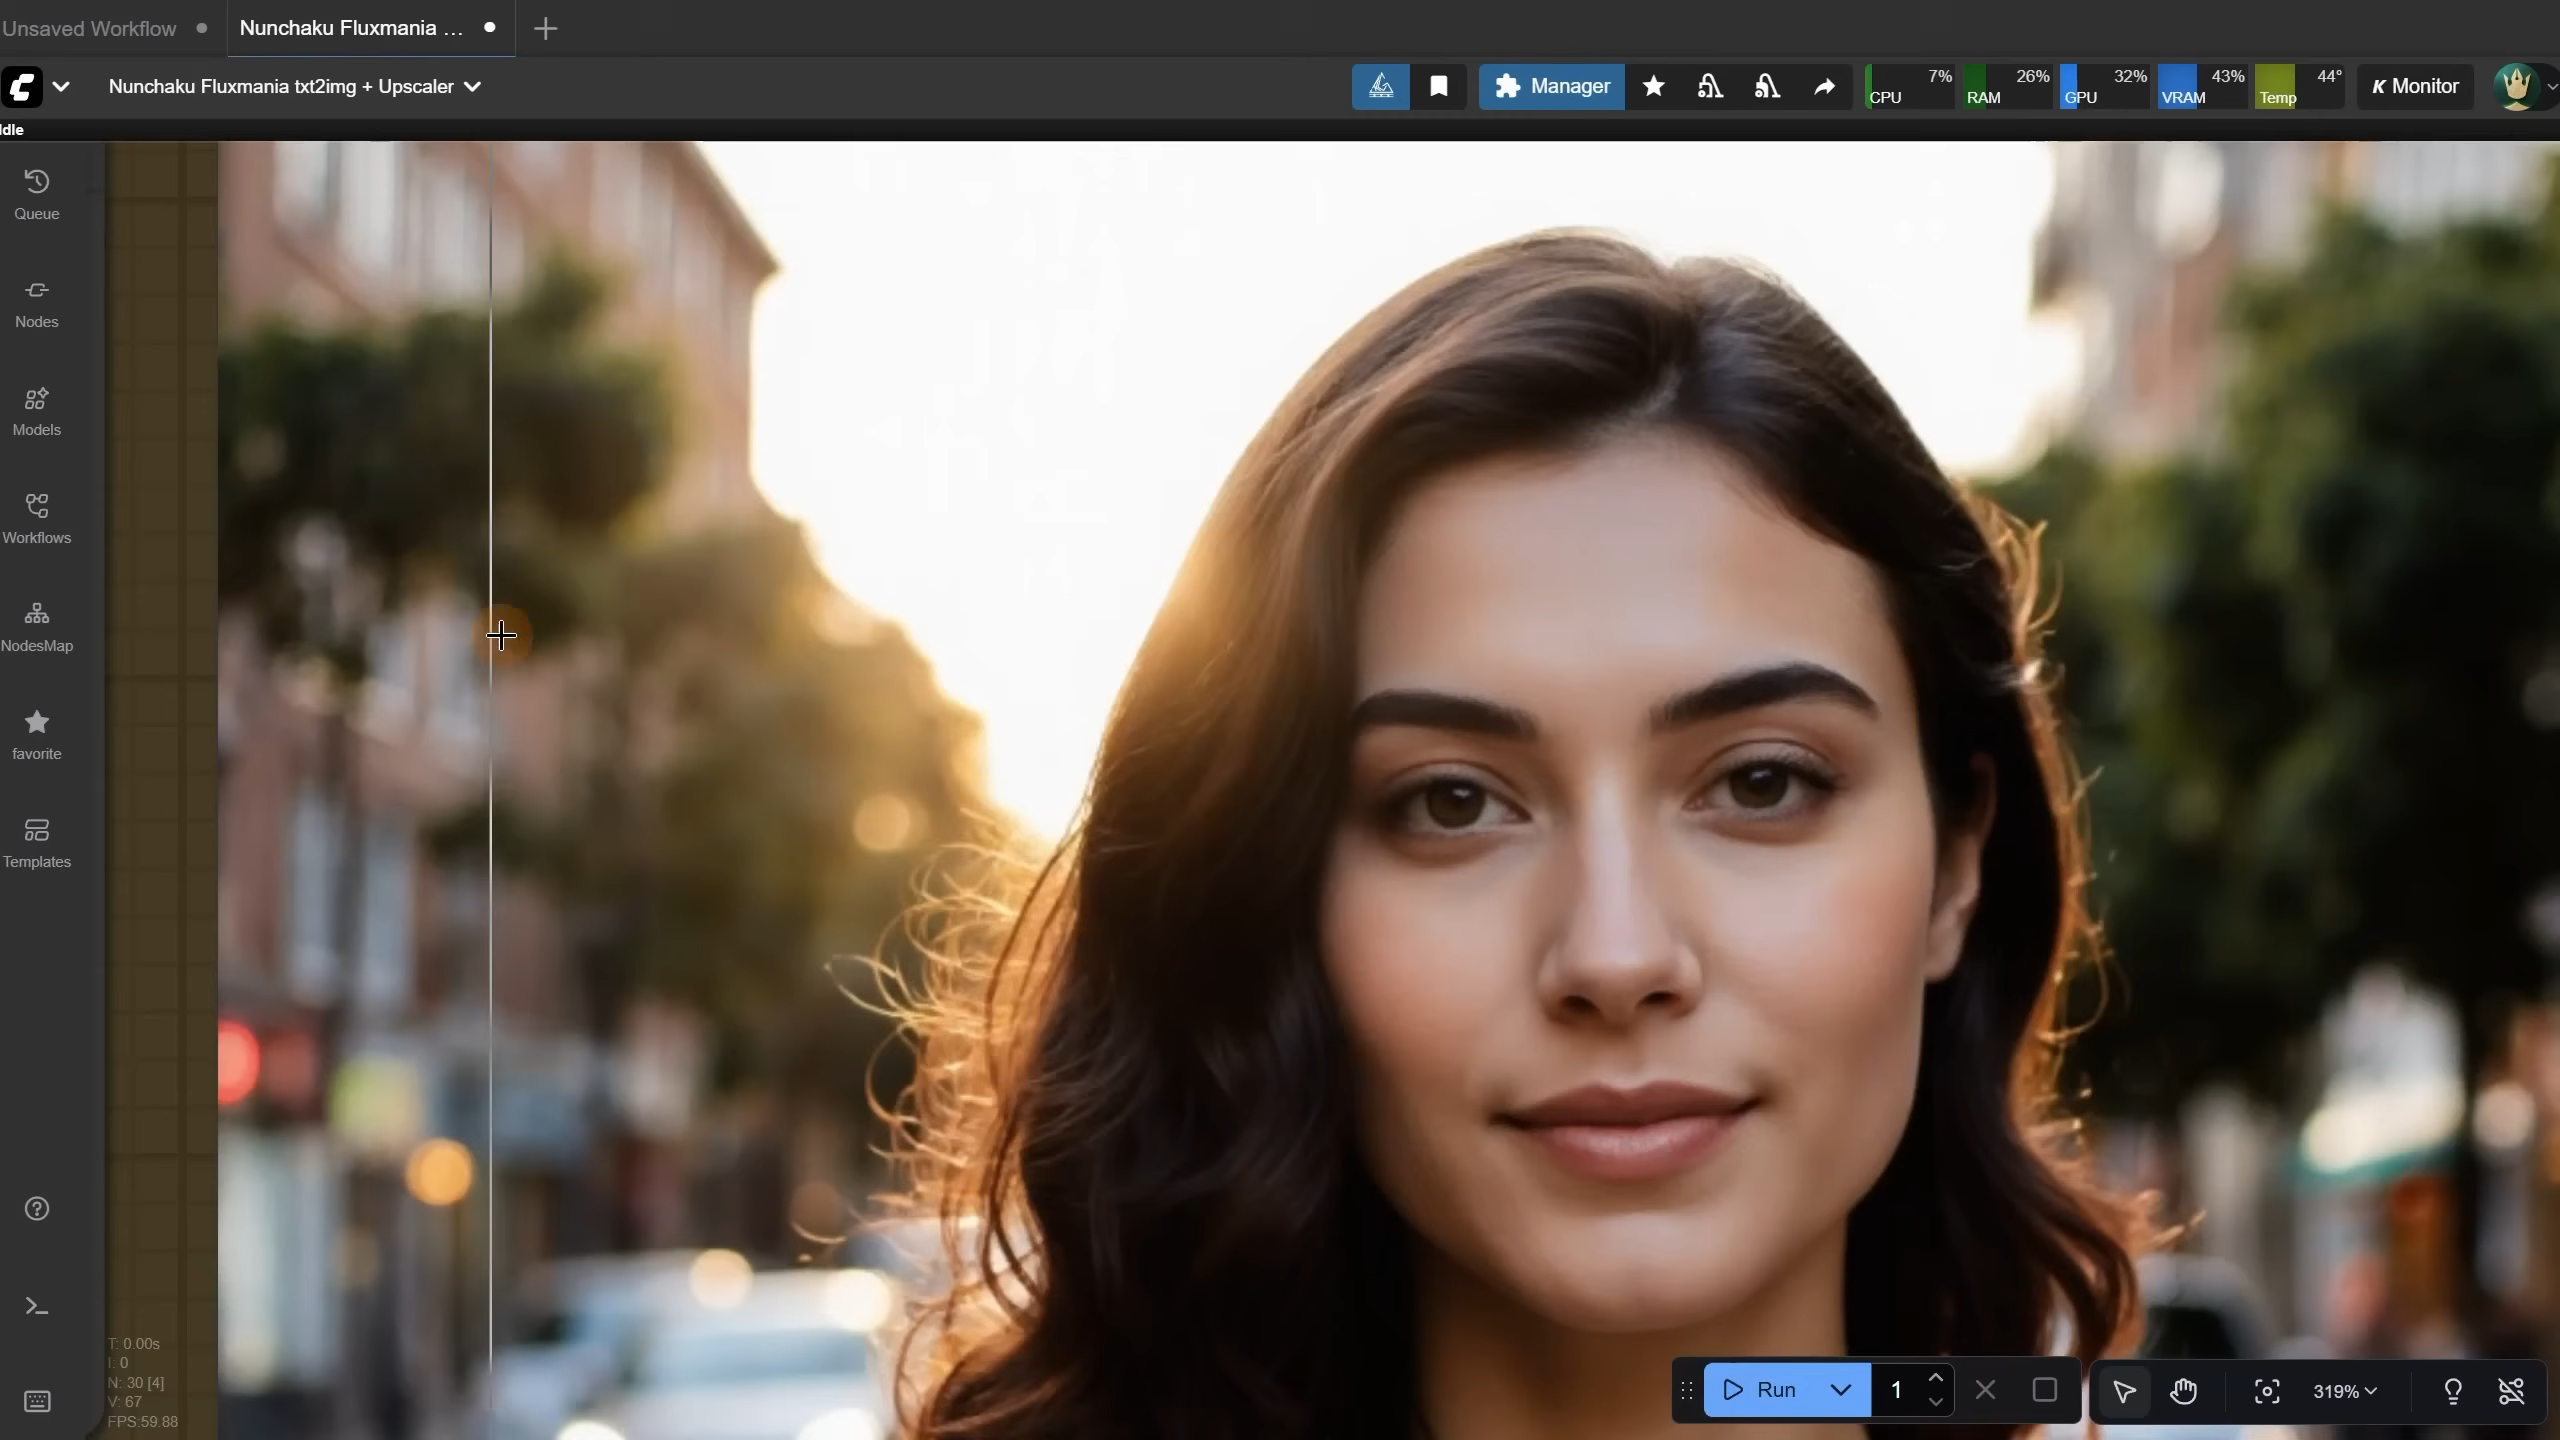 Unsaved Workflow
Nunchaku Fluxmania ...
Nunchaku Fluxmania txt2img + Upscaler
Manager
7%
CPU
26%
RAM
32%
GPU
43%
VRAM
44°
Temp
K Monitor
Idle
Queue
Nodes
Models
Workflows
NodesMap
favorite
Templates
T: 0.00s
I: 0
N: 30 [4]
V: 67
FPS:59.88
Run
1
319%